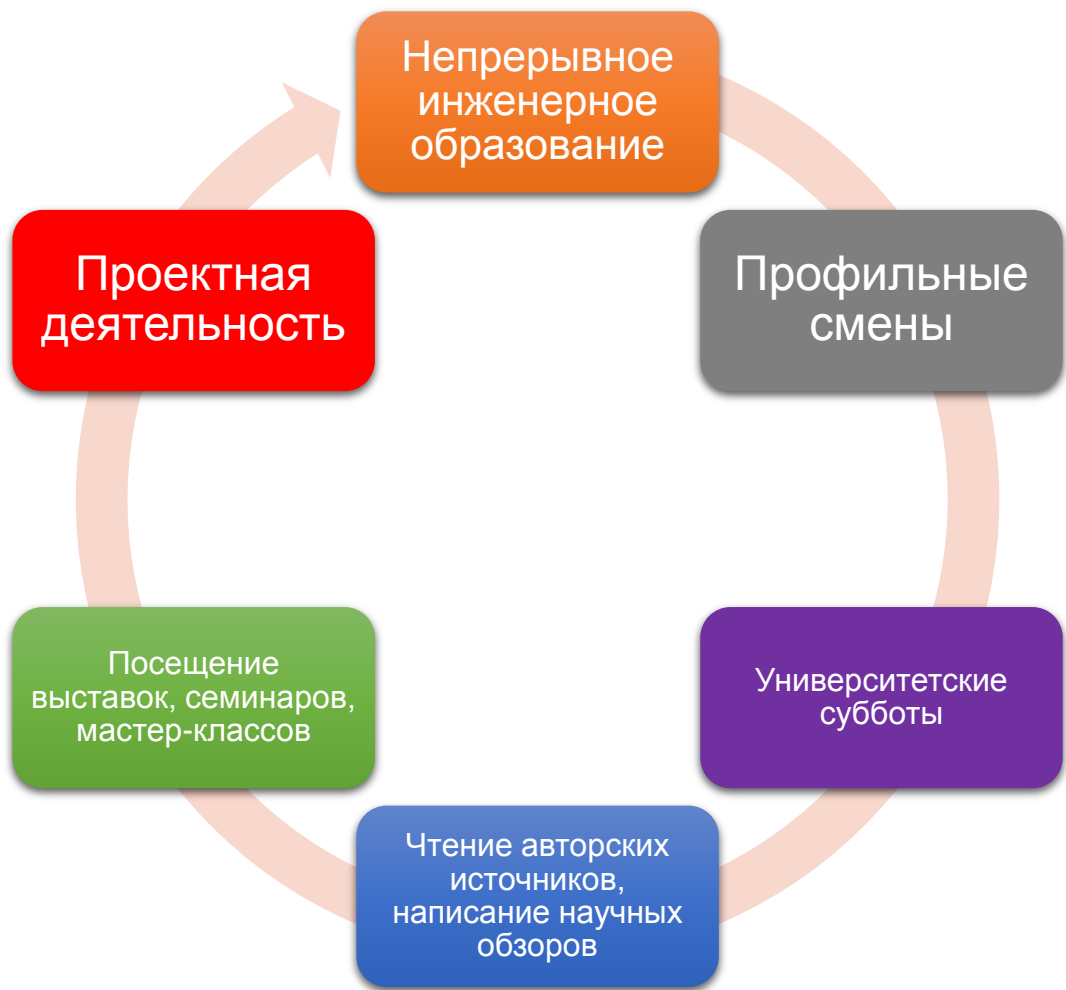 Непрерывное
инженерное
образование
Профильные
смены
Университетские
субботы
Чтение авторских
источников,
написание научных
обзоров
Посещение
выставок, семинаров,
мастер-классов
Проектная
деятельность